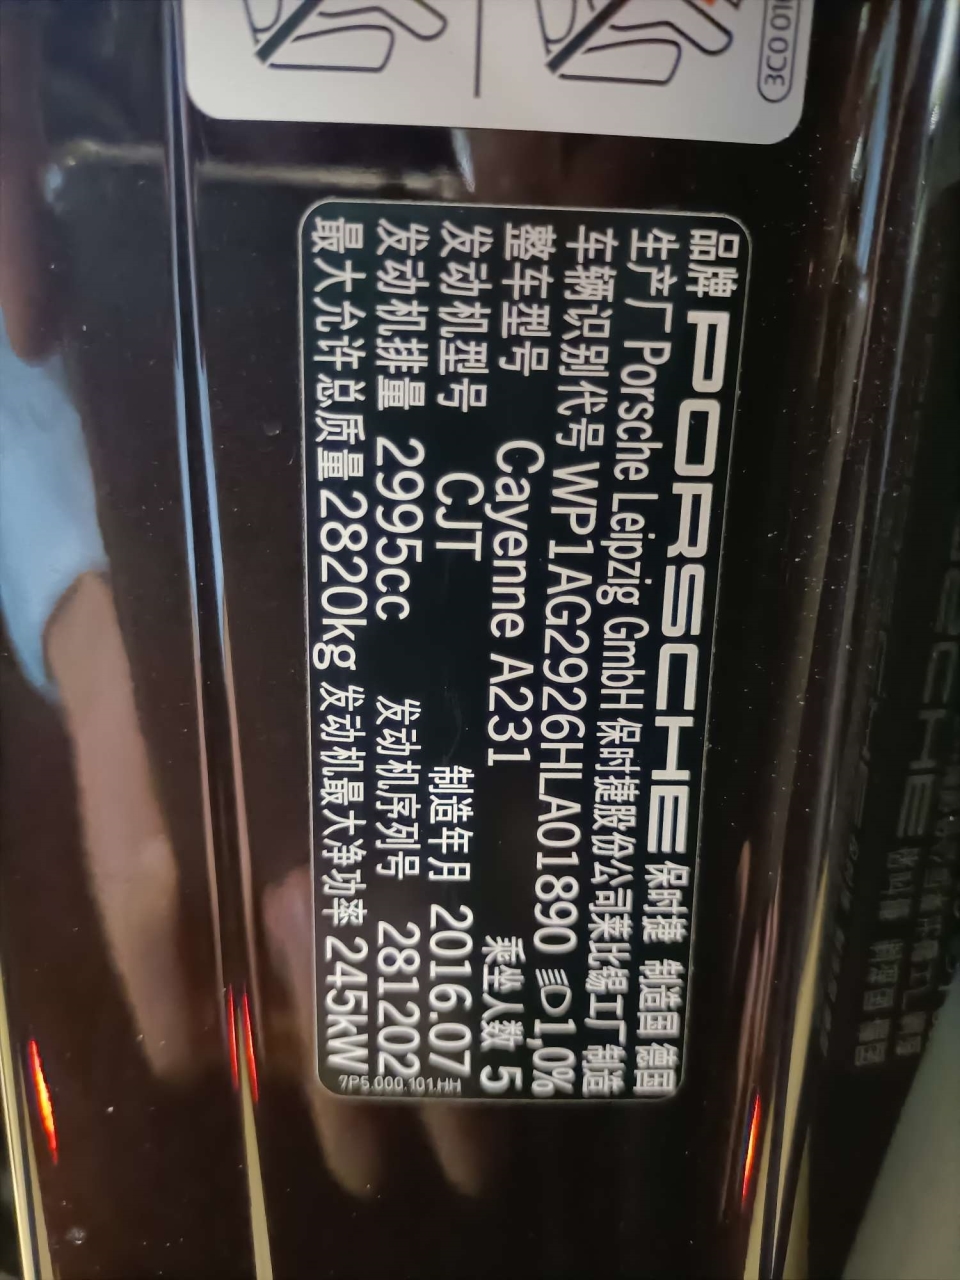 品牌 PORSCHE 保时捷 制造国 德国
生产厂 Porsche Leipzig GmbH 保时捷股份公司莱比锡工厂 制造
车辆识别代号 WP1AG2926HLA01890 1,0%
整车型号 Cayenne A231 乘坐人数 5
发动机型号 CJT 制造年月 2016.07
发动机排量 2995cc 发动机序列号 281202
最大允许总质量 2820kg 发动机最大净功率 245kW
7P5.000.101.HH